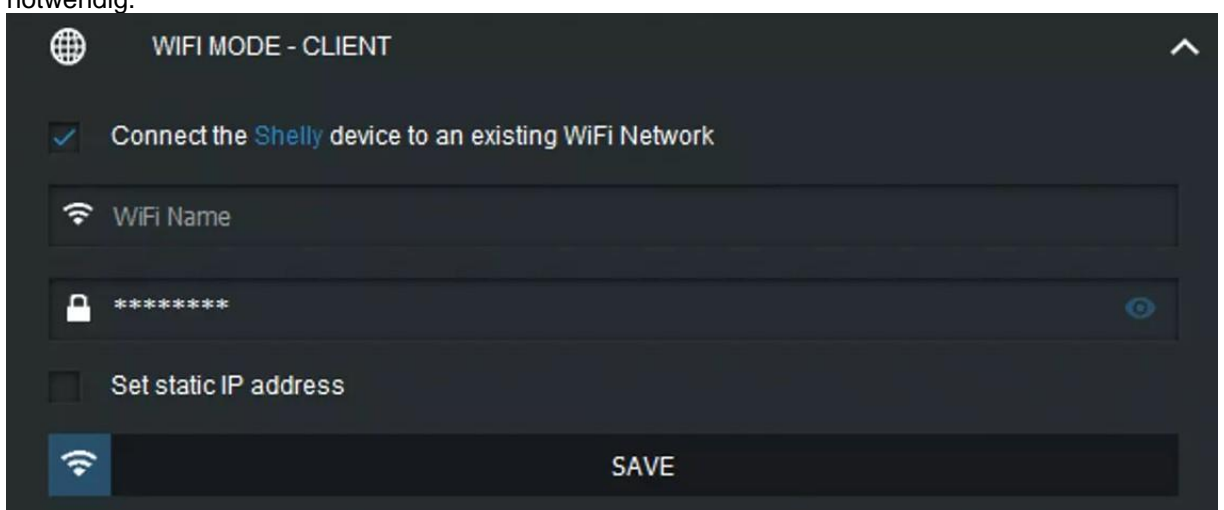 notwendig.
WIFI MODE - CLIENT
Connect the Shelly device to an existing WiFi Network
WiFi Name
********
Set static IP address
SAVE